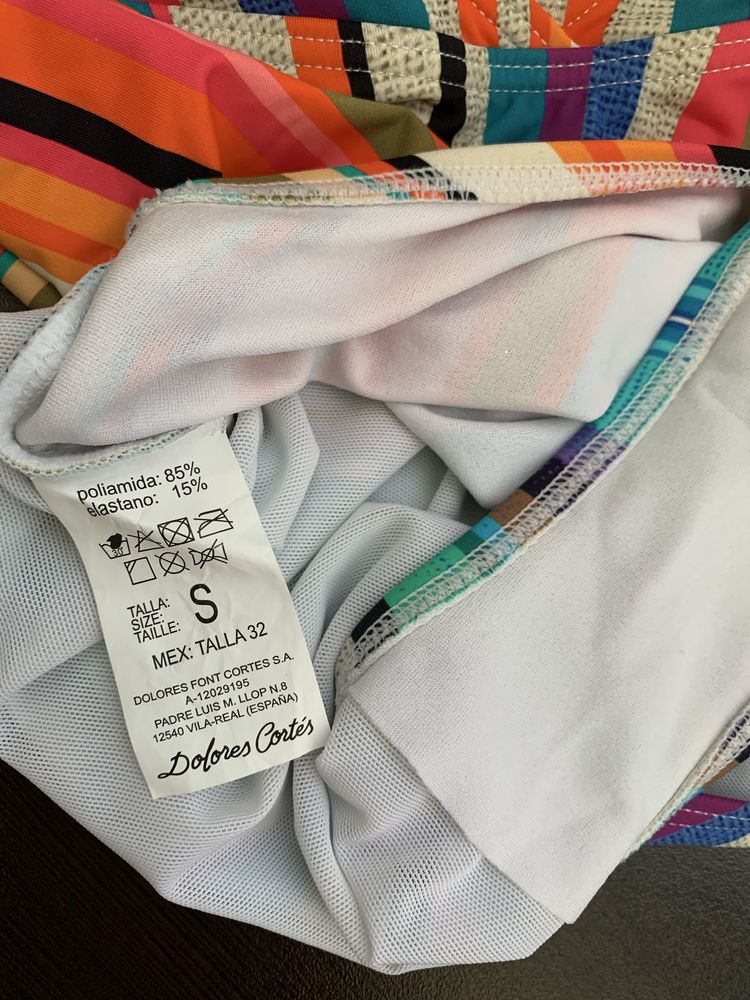 poliamida: 85%
elastano: 15%
30°
TALLA:
SIZE:
TAILLE:
S
MEX: TALLA 32
DOLORES FONT CORTES S.A.
A-12029195
PADRE LUIS M. LLOP N.8
12540 VILA-REAL (ESPAÑA)
Dolores Cortés